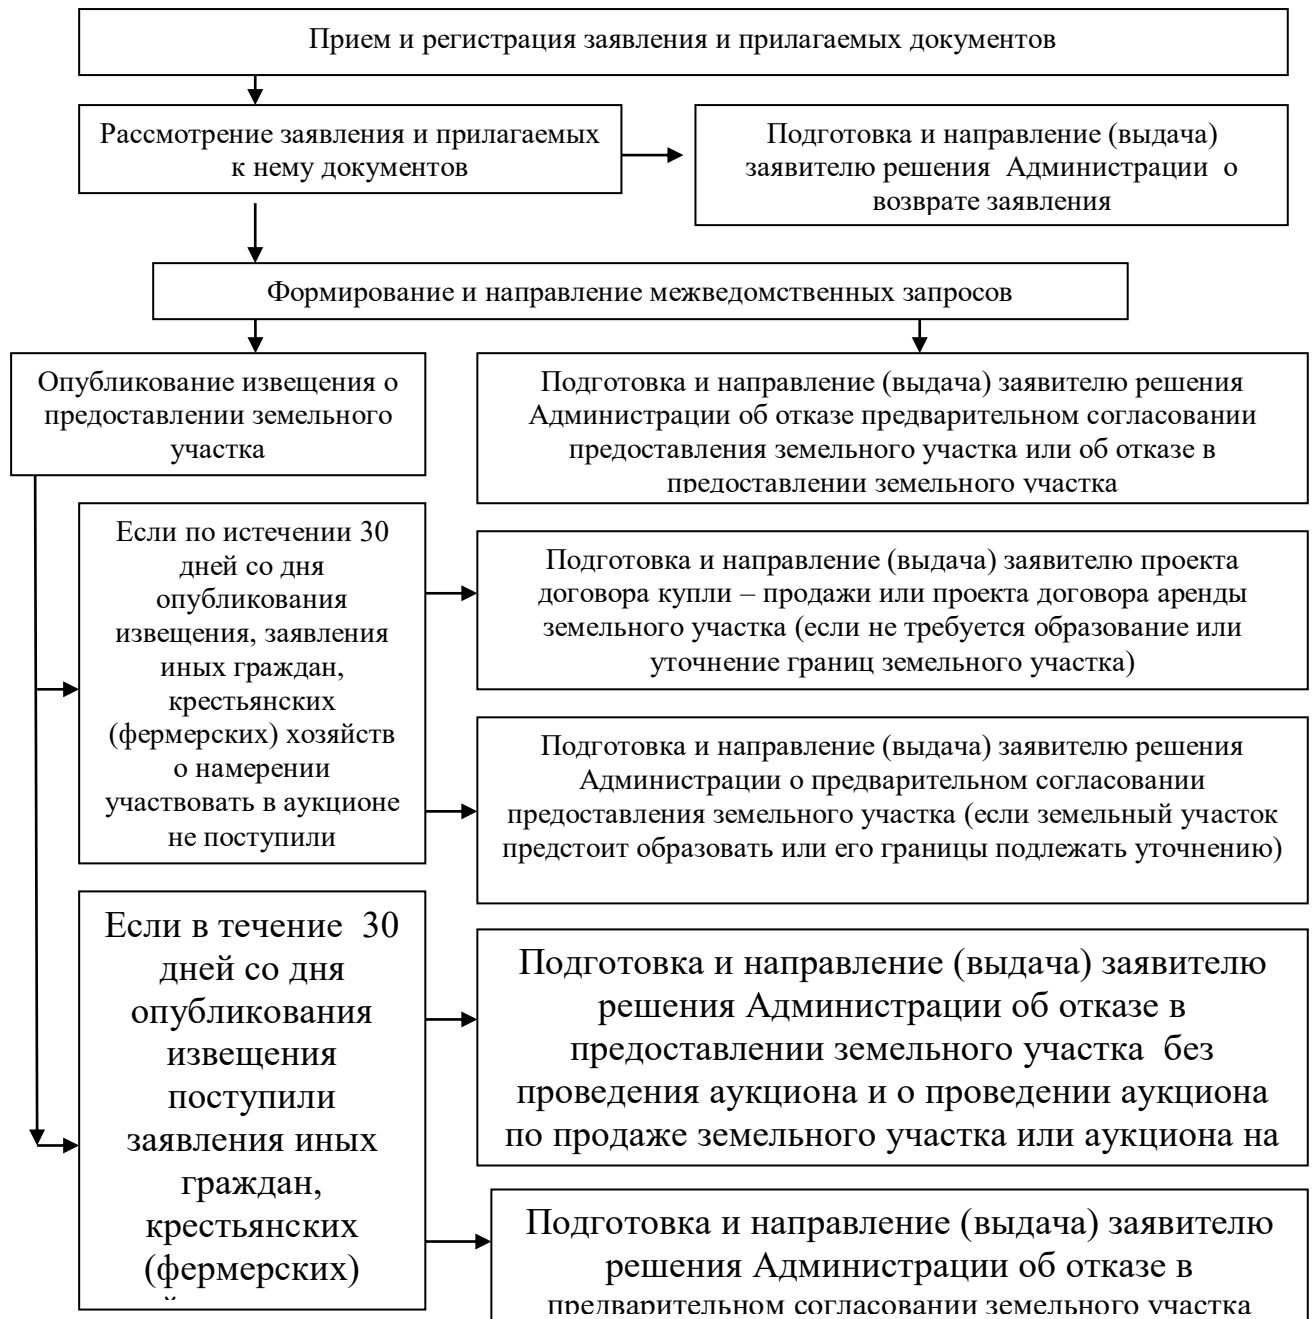 Прием и регистрация заявления и прилагаемых документов
Рассмотрение заявления и прилагаемых
к нему документов
Подготовка и направление (выдача)
заявителю решения Администрации о
возврате заявления
Формирование и направление межведомственных запросов
Опубликование извещения о
предоставлении земельного
участка
Подготовка и направление (выдача) заявителю решения
Администрации об отказе предварительном согласовании
предоставления земельного участка или об отказе в
предоставлении земельного участка
Если по истечении 30
дней со дня
опубликования
извещения, заявления
иных граждан,
крестьянских
(фермерских) хозяйств
о намерении
участвовать в аукционе
не поступили
Подготовка и направление (выдача) заявителю проекта
договора купли – продажи или проекта договора аренды
земельного участка (если не требуется образование или
уточнение границ земельного участка)
Подготовка и направление (выдача) заявителю решения
Администрации о предварительном согласовании
предоставления земельного участка (если земельный участок
предстоит образовать или его границы подлежать уточнению)
Если в течение 30
дней со дня
опубликования
извещения
поступили
заявления иных
граждан,
крестьянских
(фермерских)
Подготовка и направление (выдача) заявителю
решения Администрации об отказе в
предоставлении земельного участка без
проведения аукциона и о проведении аукциона
по продаже земельного участка или аукциона на
Подготовка и направление (выдача) заявителю
решения Администрации об отказе в
предварительном согласовании земельного участка